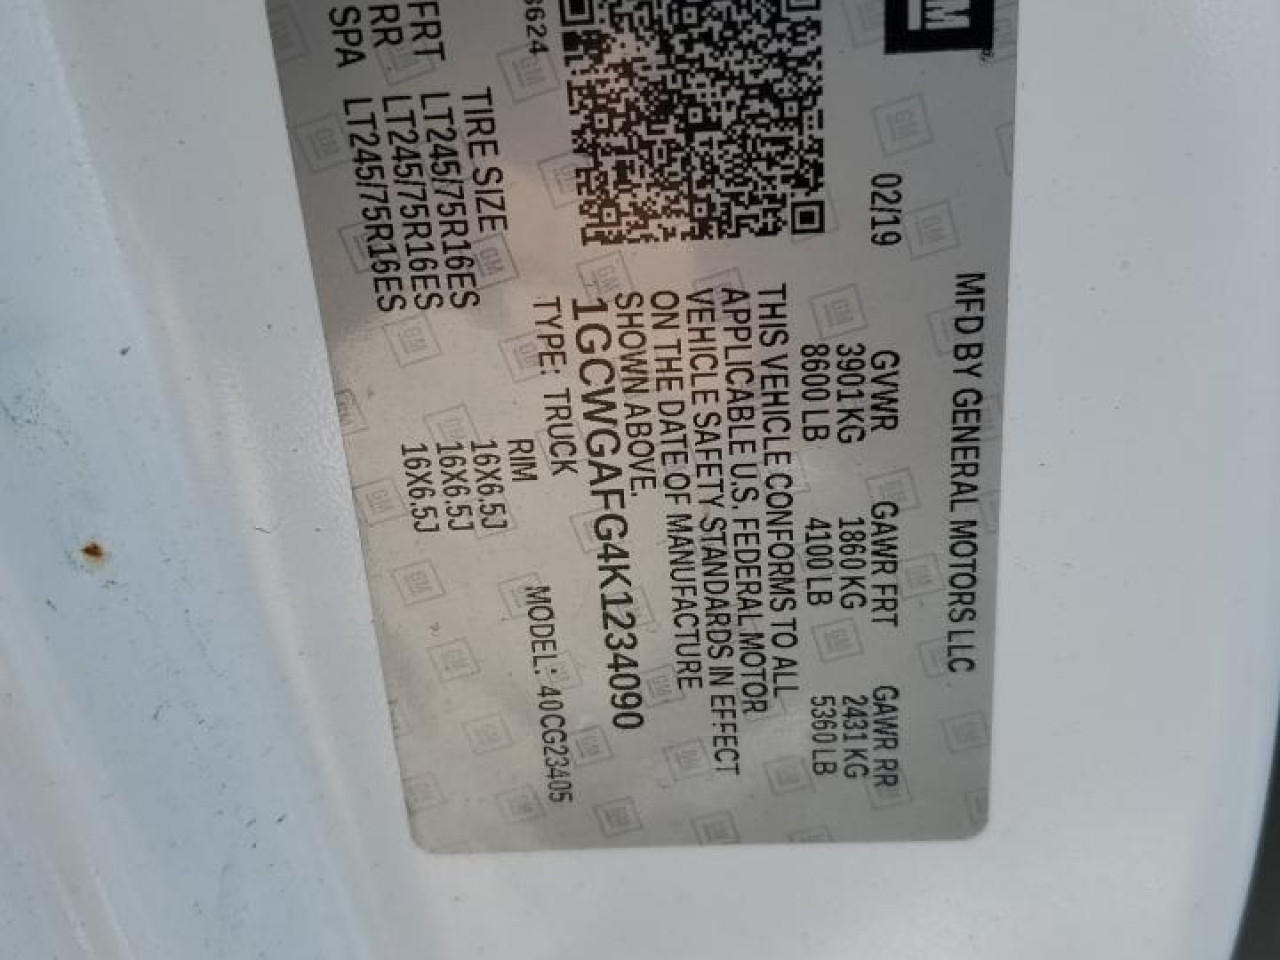 GM
MFD BY GENERAL MOTORS LLC
02/19
GVWR GAWR FRT GAWR RR
3901 KG 1860 KG 2431 KG
8600 LB 4100 LB 5360 LB
THIS VEHICLE CONFORMS TO ALL
APPLICABLE U.S. FEDERAL MOTOR
VEHICLE SAFETY STANDARDS IN EFFECT
ON THE DATE OF MANUFACTURE
SHOWN ABOVE.
1GCWGAFG4K1234090
TYPE: TRUCK MODEL: 40CG23405
TIRE SIZE RIM
FRT LT245/75R16ES 16X6.5J
RR LT245/75R16ES 16X6.5J
SPA LT245/75R16ES 16X6.5J